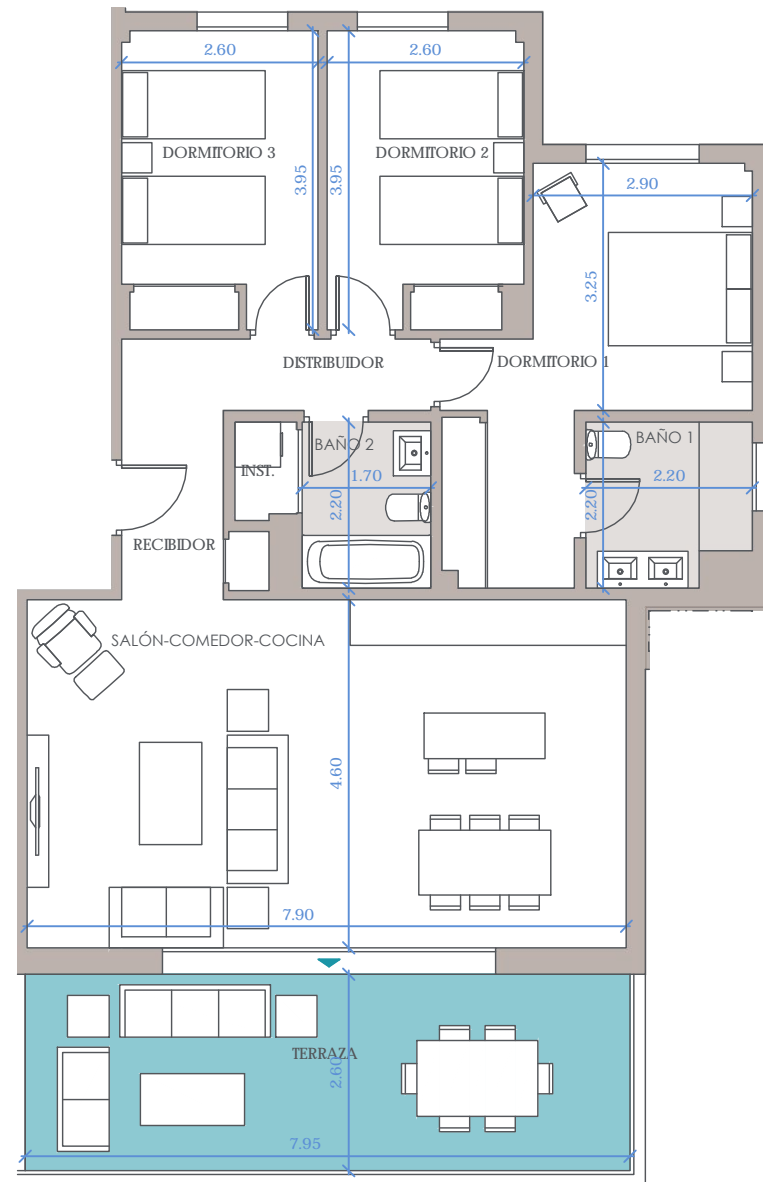 2.60
2.60
DORMITORIO 3
DORMITORIO 2
3.95
3.95
2.90
3.25
DISTRIBUIDOR
DORMITORIO 1
BAÑO 2
BAÑO 1
INST.
1.70
2.20
2.20
2.20
RECIBIDOR
SALÓN-COMEDOR-COCINA
4.60
7.90
TERRAZA
2.60
7.95